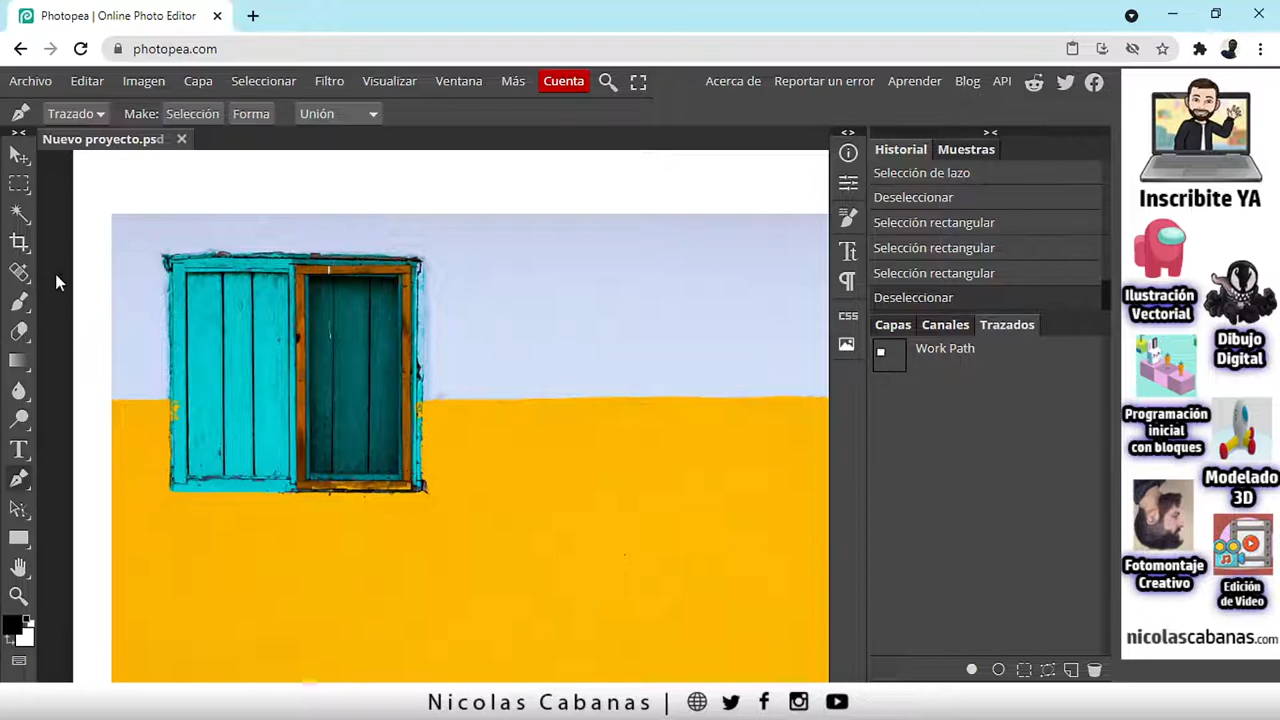 Photopea | Online Photo Editor
photopea.com
Archivo Editar Imagen Capa Seleccionar Filtro Visualizar Ventana Más Cuenta Acerca de Reportar un error Aprender Blog API
Trazado Make: Selección Forma Unión
Nuevo proyecto.psd
Historial Muestras
Selección de lazo
Deseleccionar
Selección rectangular
Selección rectangular
Selección rectangular
Deseleccionar
CSS
Capas Canales Trazados
Work Path
Inscribite YA
Ilustración
Vectorial
Dibujo
Digital
Programación
inicial
con bloques
Modelado
3D
Fotomontaje
Creativo
Edición
de Video
nicolascabanas.com
Nicolas Cabanas |